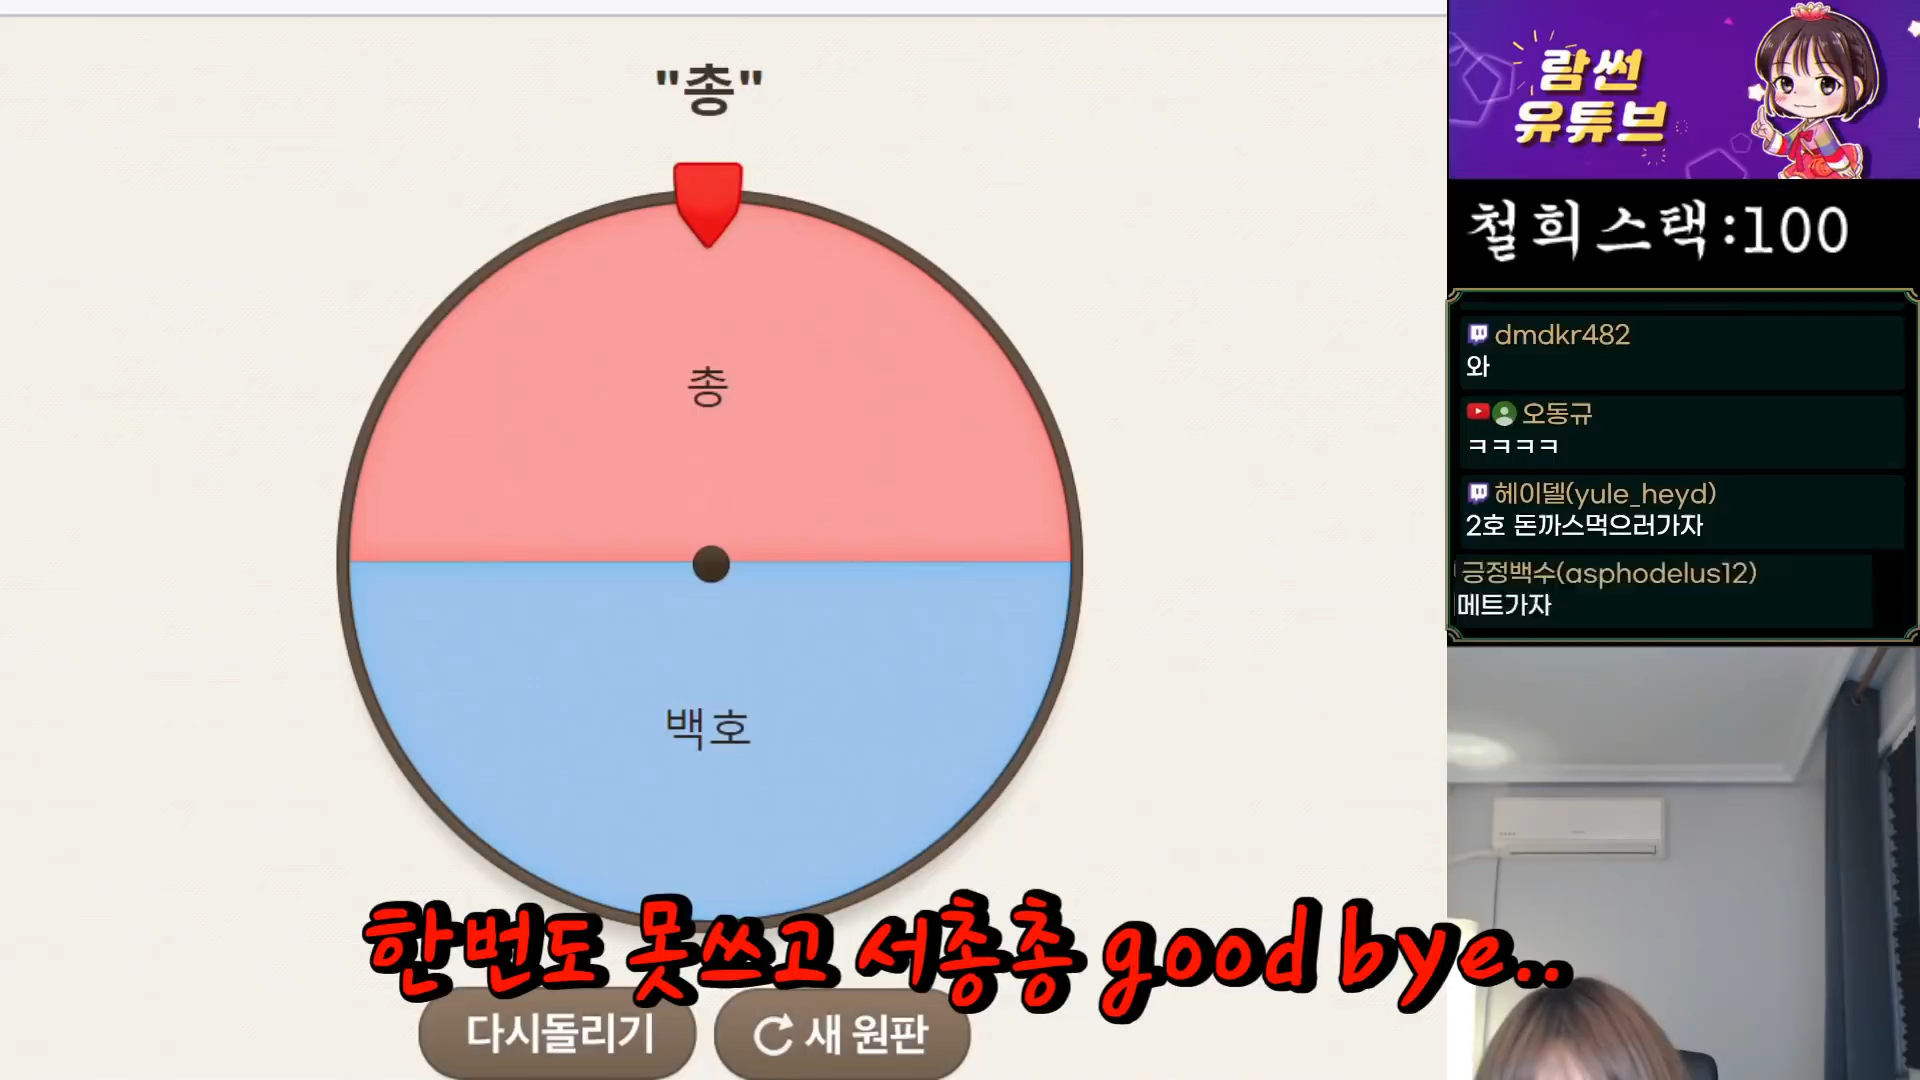 "총"
총
백호
한번도 못쓰고 서총총 good bye..
다시돌리기
새 원판
람썬
유튜브
철희스택:100
dmdkr482
와
오동규
ㅋㅋㅋㅋ
헤이델(yule_heyd)
2호 돈까스먹으러가자
긍정백수(asphodelus12)
메트가자